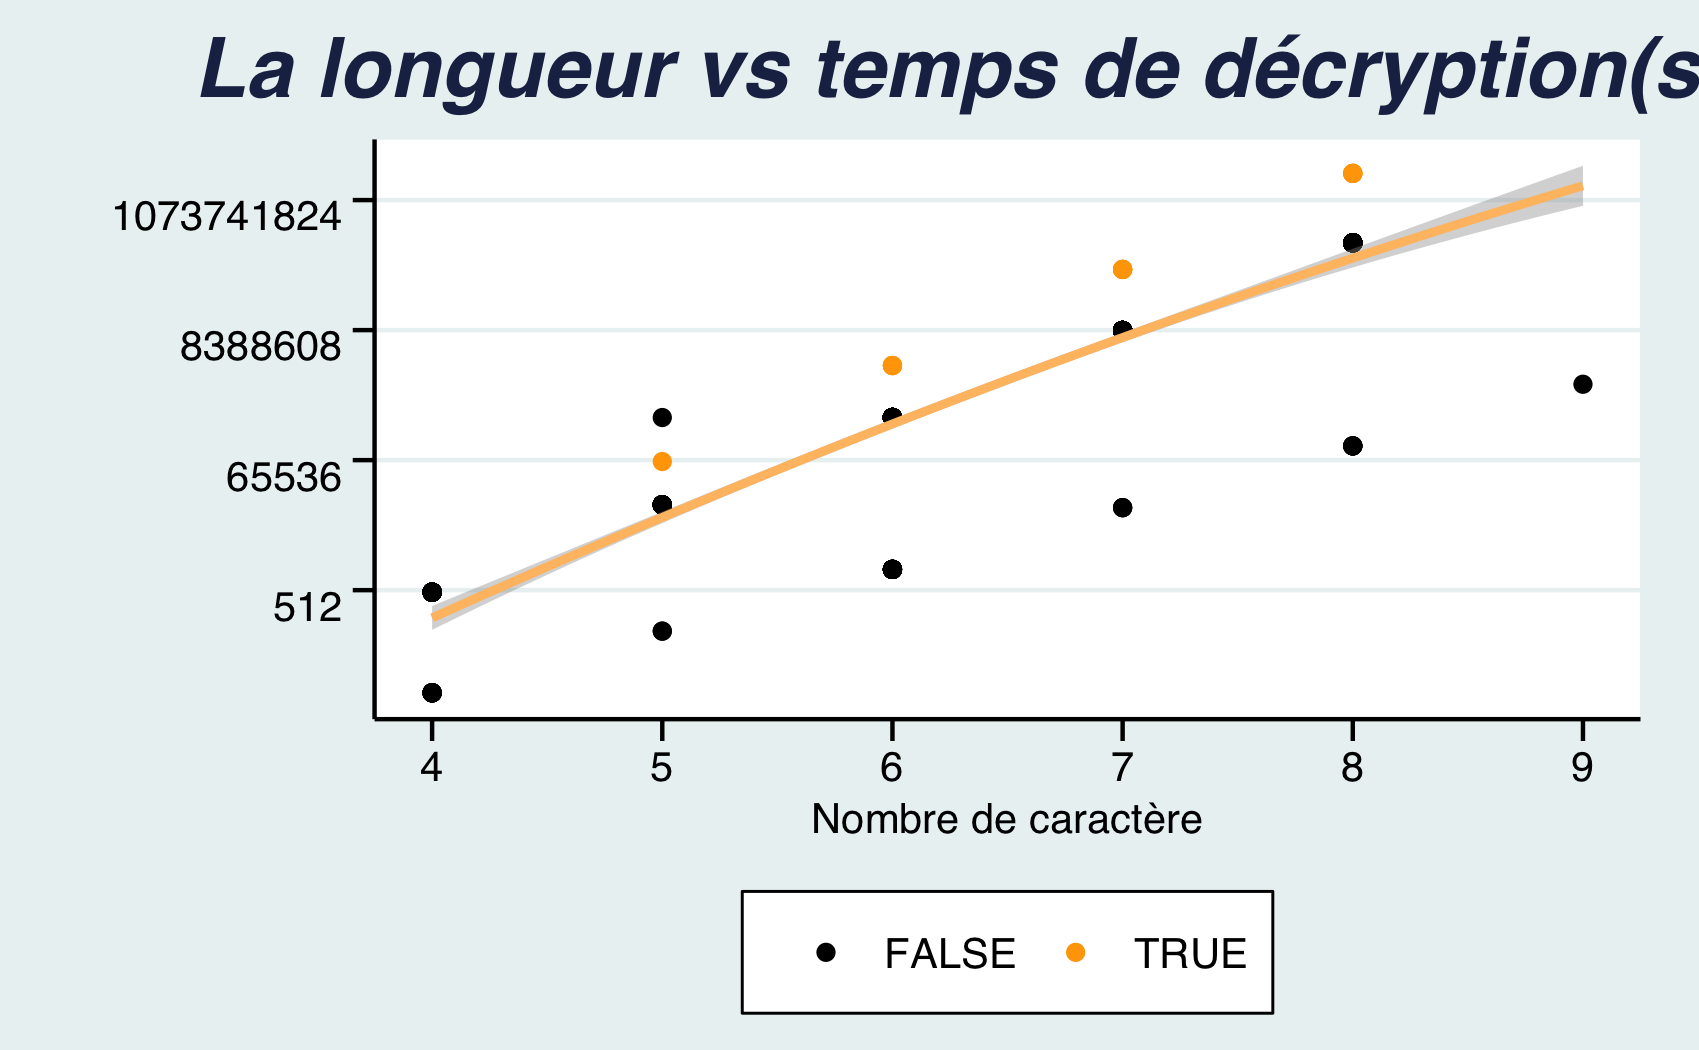 La longueur vs temps de décryption(s
1073741824
8388608
65536
512
4 5 6 7 8 9
Nombre de caractère
FALSE TRUE